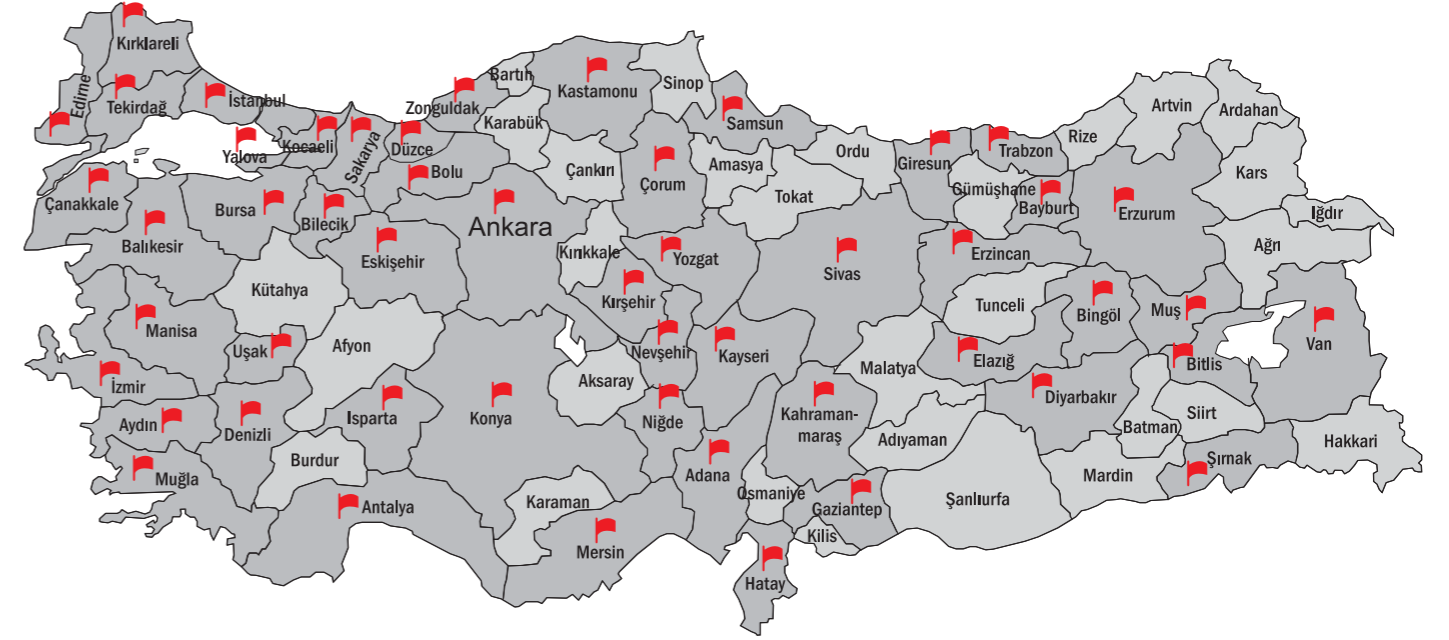 Kırklareli
Edirne
Tekirdağ
İstanbul
Yalova
Kocaeli
Sakarya
Düzce
Zonguldak
Bartın
Karabük
Kastamonu
Sinop
Samsun
Bolu
Çankırı
Çorum
Amasya
Ordu
Tokat
Giresun
Trabzon
Rize
Artvin
Ardahan
Gümüşhane
Bayburt
Erzurum
Kars
Iğdır
Ağrı
Çanakkale
Balıkesir
Bursa
Bilecik
Eskişehir
Ankara
Kırıkkale
Kırşehir
Yozgat
Sivas
Erzincan
Tunceli
Bingöl
Muş
Van
Bitlis
Kütahya
Manisa
Uşak
Afyon
İzmir
Aydın
Denizli
Isparta
Konya
Aksaray
Nevşehir
Kayseri
Niğde
Malatya
Elazığ
Diyarbakır
Kahraman-
maraş
Adıyaman
Batman
Siirt
Şırnak
Hakkari
Mardin
Şanlıurfa
Muğla
Burdur
Antalya
Karaman
Mersin
Adana
Osmaniye
Gaziantep
Kilis
Hatay